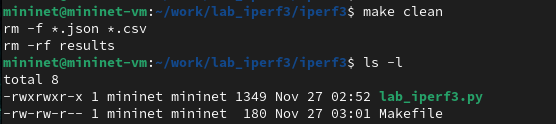 mininet@mininet-vm:~/work/lab_iperf3/iperf3$ make clean
rm -f *.json *.csv
rm -rf results
mininet@mininet-vm:~/work/lab_iperf3/iperf3$ ls -l
total 8
-rwxrwxr-x 1 mininet mininet 1349 Nov 27 02:52 lab_iperf3.py
-rw-rw-r-- 1 mininet mininet  180 Nov 27 03:01 Makefile